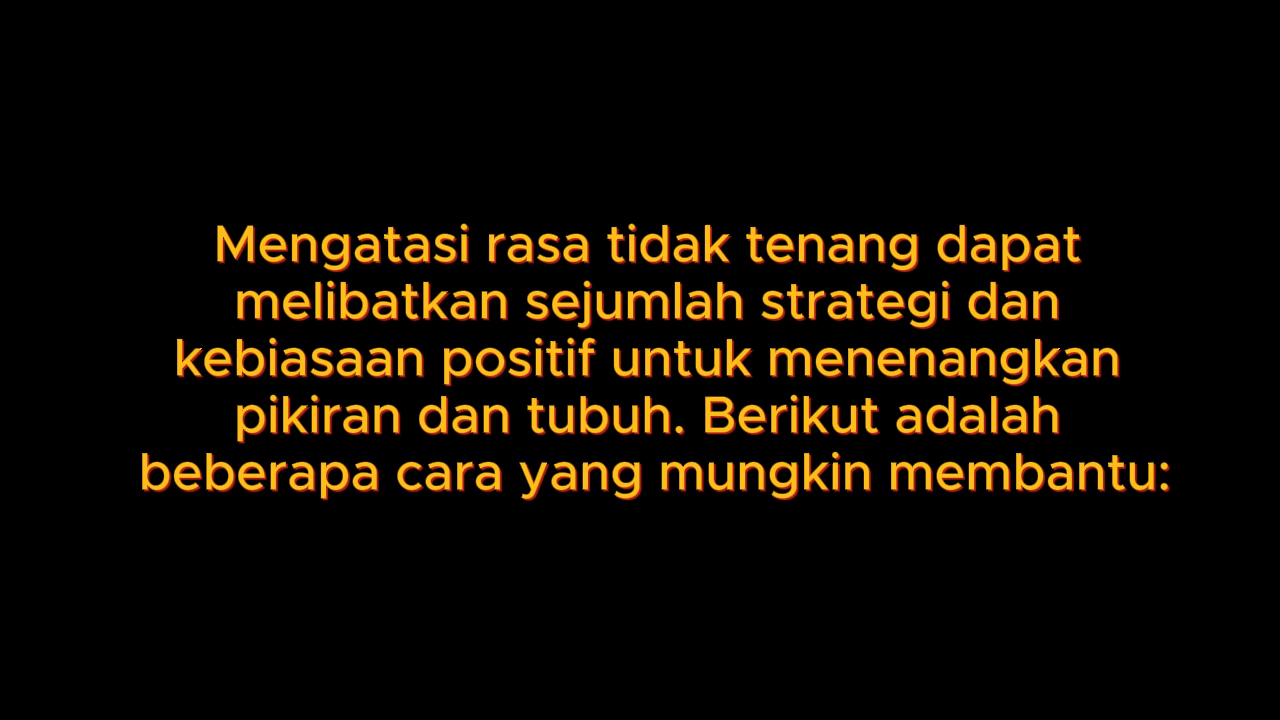 Mengatasi rasa tidak tenang dapat
melibatkan sejumlah strategi dan
kebiasaan positif untuk menenangkan
pikiran dan tubuh. Berikut adalah
beberapa cara yang mungkin membantu: